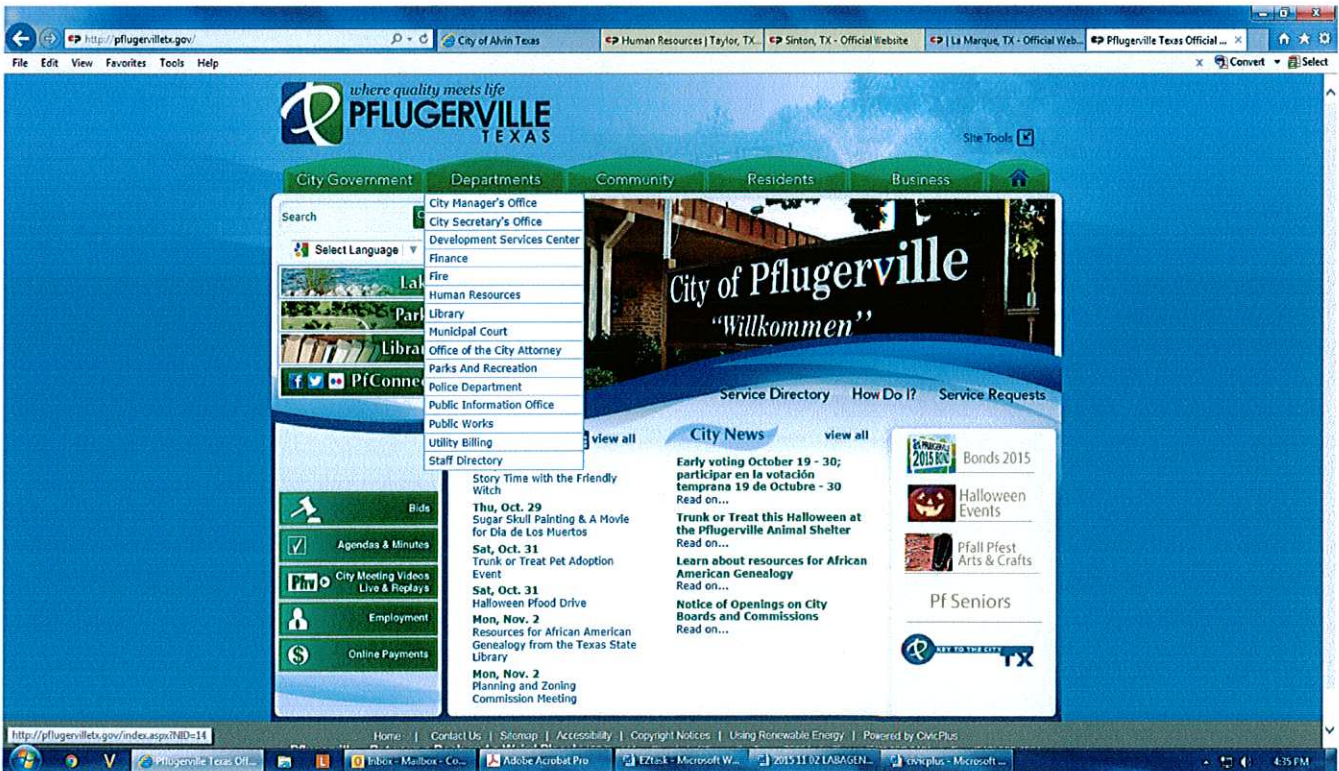 http://pflugervilletx.gov/
City of Alvin Texas
Human Resources | Taylor, TX...
Sinton, TX - Official Website
| La Marque, TX - Official Web...
Pflugerville Texas Official ...
File Edit View Favorites Tools Help
x Convert Select
where quality meets life
PFLUGERVILLE
TEXAS
Site Tools
City Government Departments Community Residents Business
Search
Select Language
Lak
Par
Librar
PfConne
City Manager's Office
City Secretary's Office
Development Services Center
Finance
Fire
Human Resources
Library
Municipal Court
Office of the City Attorney
Parks And Recreation
Police Department
Public Information Office
Public Works
Utility Billing
Staff Directory
City of Pflugerville
"Willkommen"
Service Directory How Do I? Service Requests
view all
Story Time with the Friendly
Witch
Thu, Oct. 29
Sugar Skull Painting & A Movie
for Dia de Los Muertos
Sat, Oct. 31
Trunk or Treat Pet Adoption
Event
Sat, Oct. 31
Halloween Pfood Drive
Mon, Nov. 2
Resources for African American
Genealogy from the Texas State
Library
Mon, Nov. 2
Planning and Zoning
Commission Meeting
City News view all
Early voting October 19 - 30;
participar en la votación
temprana 19 de Octubre - 30
Read on...
Trunk or Treat this Halloween at
the Pflugerville Animal Shelter
Read on...
Learn about resources for African
American Genealogy
Read on...
Notice of Openings on City
Boards and Commissions
Read on...
2015 BOND
Bonds 2015
Halloween
Events
Pfall Pfest
Arts & Crafts
Pf Seniors
KEY TO THE CITY
TX
Bids
Agendas & Minutes
Pftv City Meeting Videos
Live & Replays
Employment
Online Payments
http://pflugervilletx.gov/index.aspx?NID=14
Home | Contact Us | Sitemap | Accessibility | Copyright Notices | Using Renewable Energy | Powered by CivicPlus
Pflugerville Texas Off...
Inbox - Mailbox - Co...
Adobe Acrobat Pro
EZtask - Microsoft W...
2015 11 02 LABAGEN...
civicplus - Microsoft ...
4:35 PM